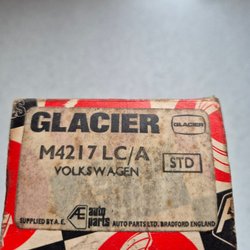 GLACIER
GLACIER
M4217 LC/A
STD
VOLKSWAGEN
SUPPLIED BY A.E. AE auto parts AUTO PARTS LTD. BRADFORD ENGLAND